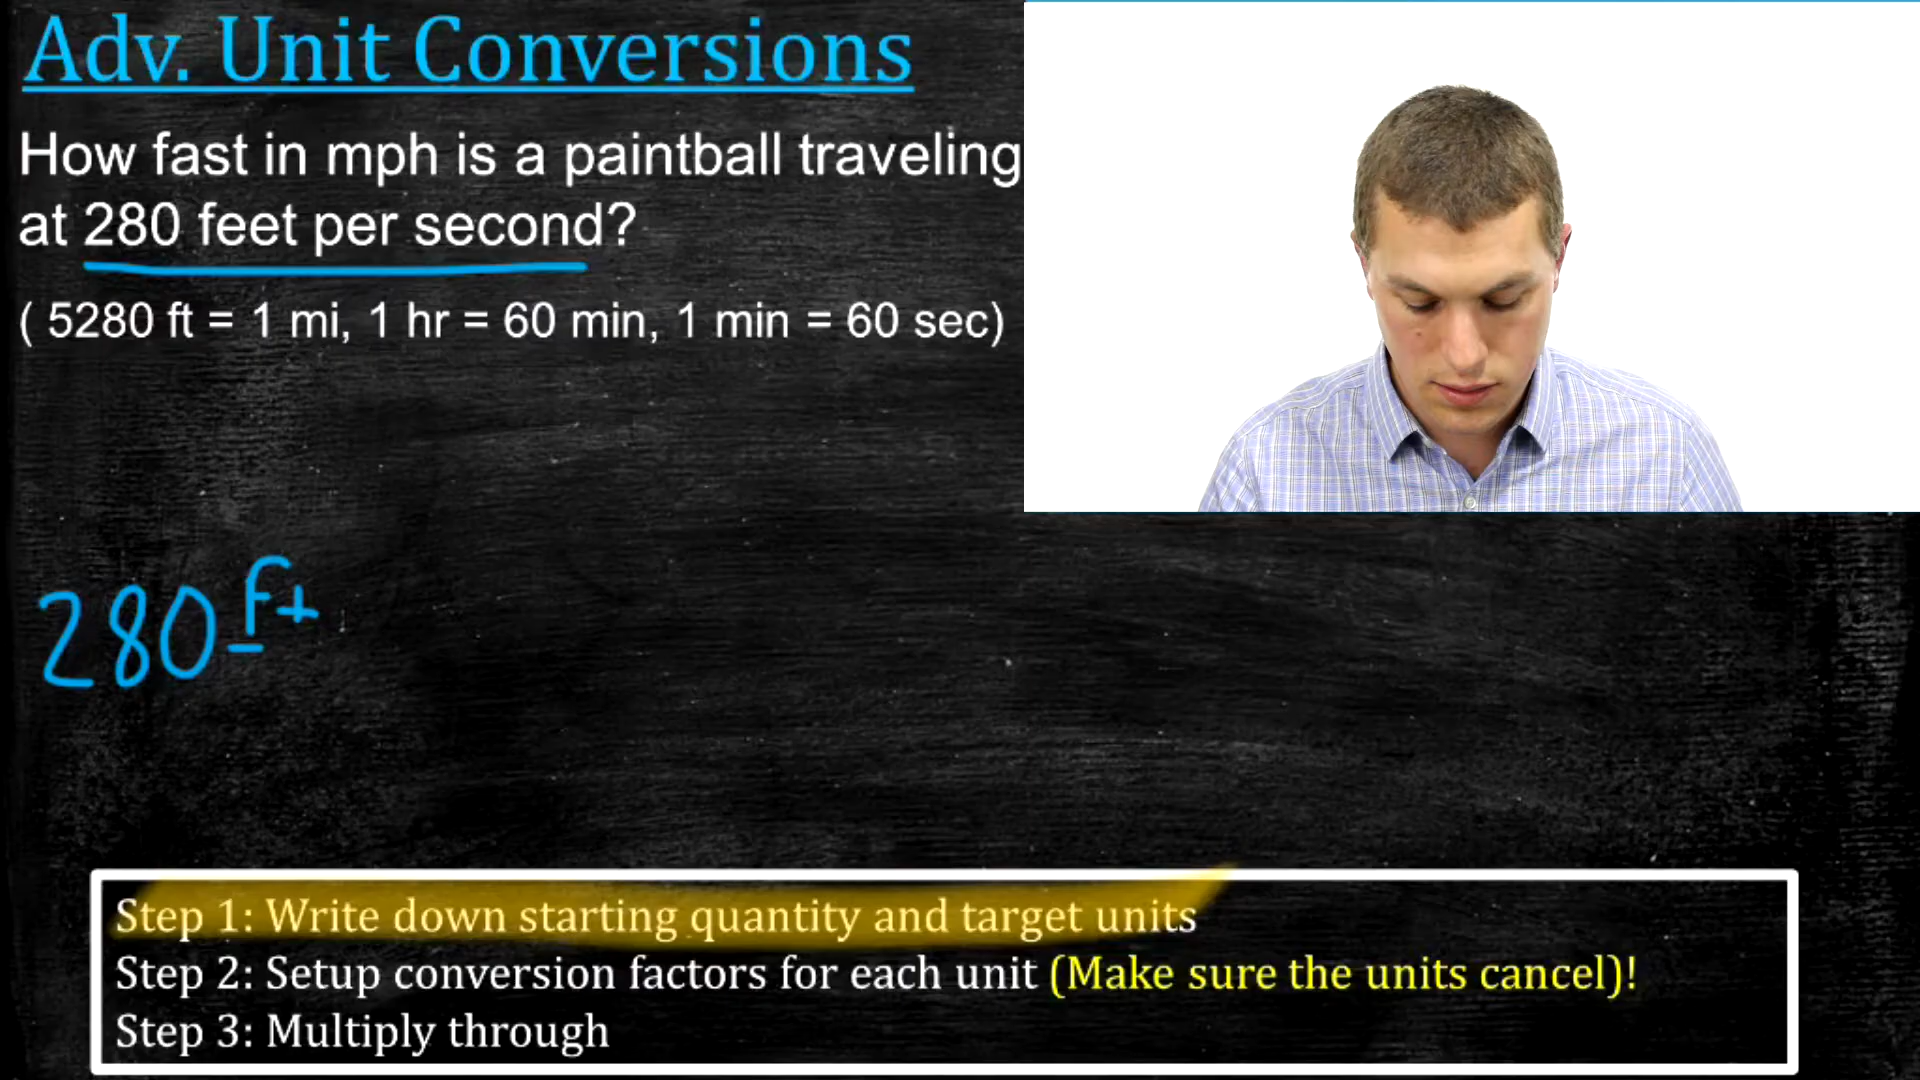 Adv. Unit Conversions
How fast in mph is a paintball traveling
at 280 feet per second?
( 5280 ft = 1 mi, 1 hr = 60 min, 1 min = 60 sec)
280 ft
Step 1: Write down starting quantity and target units
Step 2: Setup conversion factors for each unit (Make sure the units cancel)!
Step 3: Multiply through